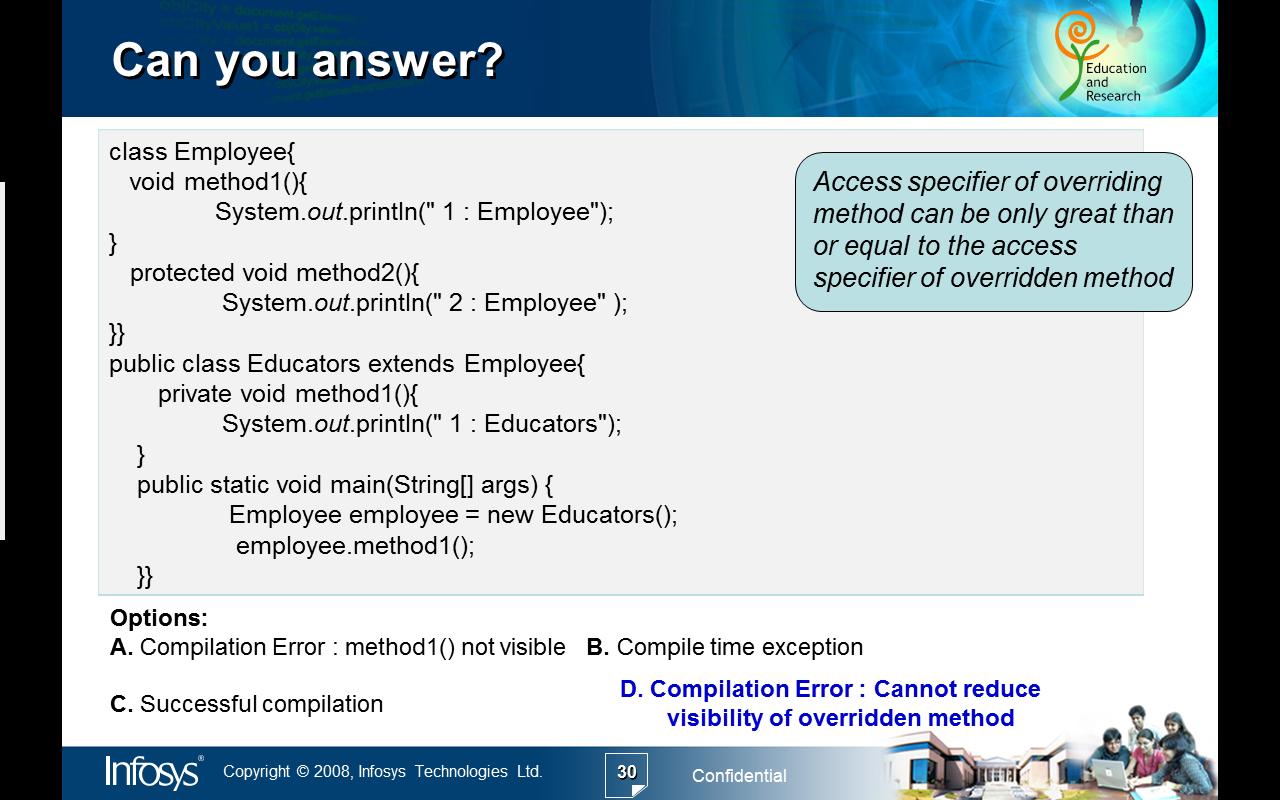 Can you answer?
Education
and
Research
class Employee{
void method1(){
System.out.println(" 1 : Employee");
}
protected void method2(){
System.out.println(" 2 : Employee" );
}}
public class Educators extends Employee{
private void method1(){
System.out.println(" 1 : Educators");
}
public static void main(String[] args) {
Employee employee = new Educators();
employee.method1();
}}
Access specifier of overriding
method can be only great than
or equal to the access
specifier of overridden method
Options:
A. Compilation Error : method1() not visible B. Compile time exception
C. Successful compilation
D. Compilation Error : Cannot reduce
visibility of overridden method
Infosys®
Copyright © 2008, Infosys Technologies Ltd.
30
Confidential